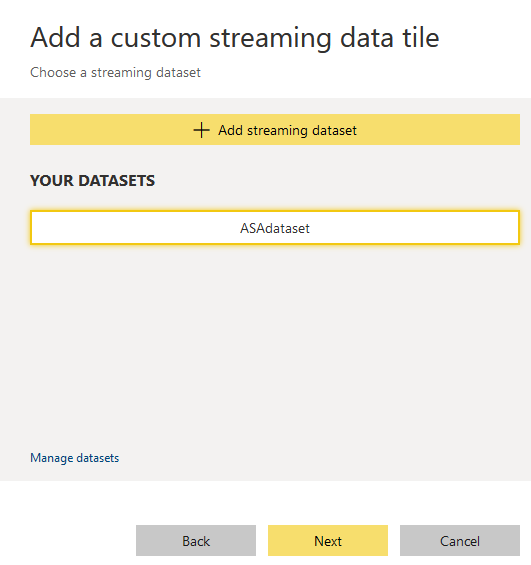 Add a custom streaming data tile
Choose a streaming dataset
+ Add streaming dataset
YOUR DATASETS
ASAdataset
Manage datasets
Back
Next
Cancel